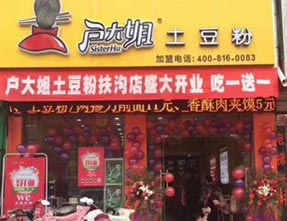 户大姐
SisterHu
土豆粉
加盟电话:400-816-0083
户大姐土豆粉扶沟店盛大开业 吃一送一
元、香酥肉夹馍5元